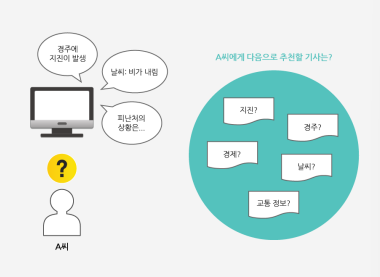 경주에
지진이 발생
날씨: 비가 내림
피난처의
상황은...
?
A씨
A씨에게 다음으로 추천할 기사는?
지진?
경주?
경제?
날씨?
교통 정보?